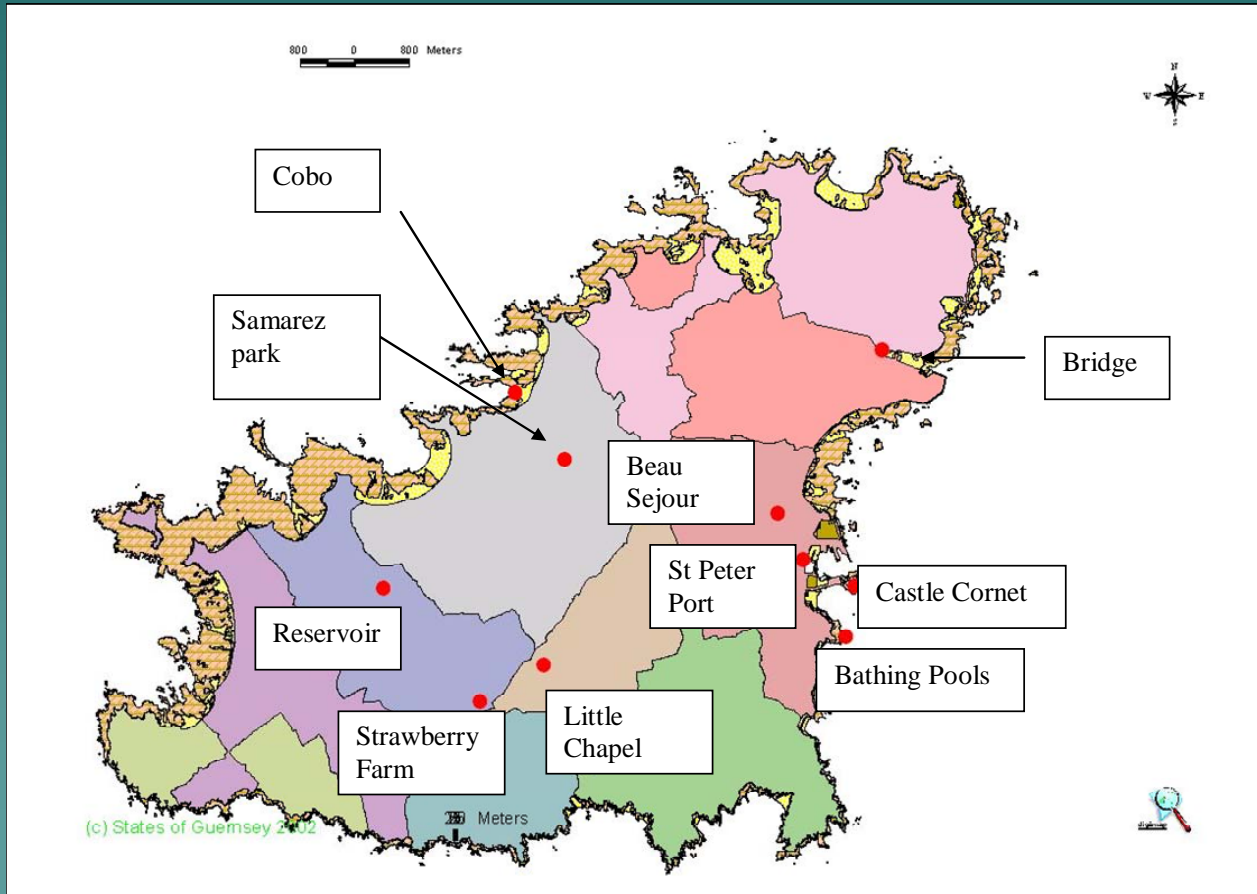 800 0 800 Meters
N
W E
S
Cobo
Samarez
park
Bridge
Beau
Sejour
St Peter
Port
Castle Cornet
Reservoir
Bathing Pools
Strawberry
Farm
Little
Chapel
Meters
(c) States of Guernsey 2002